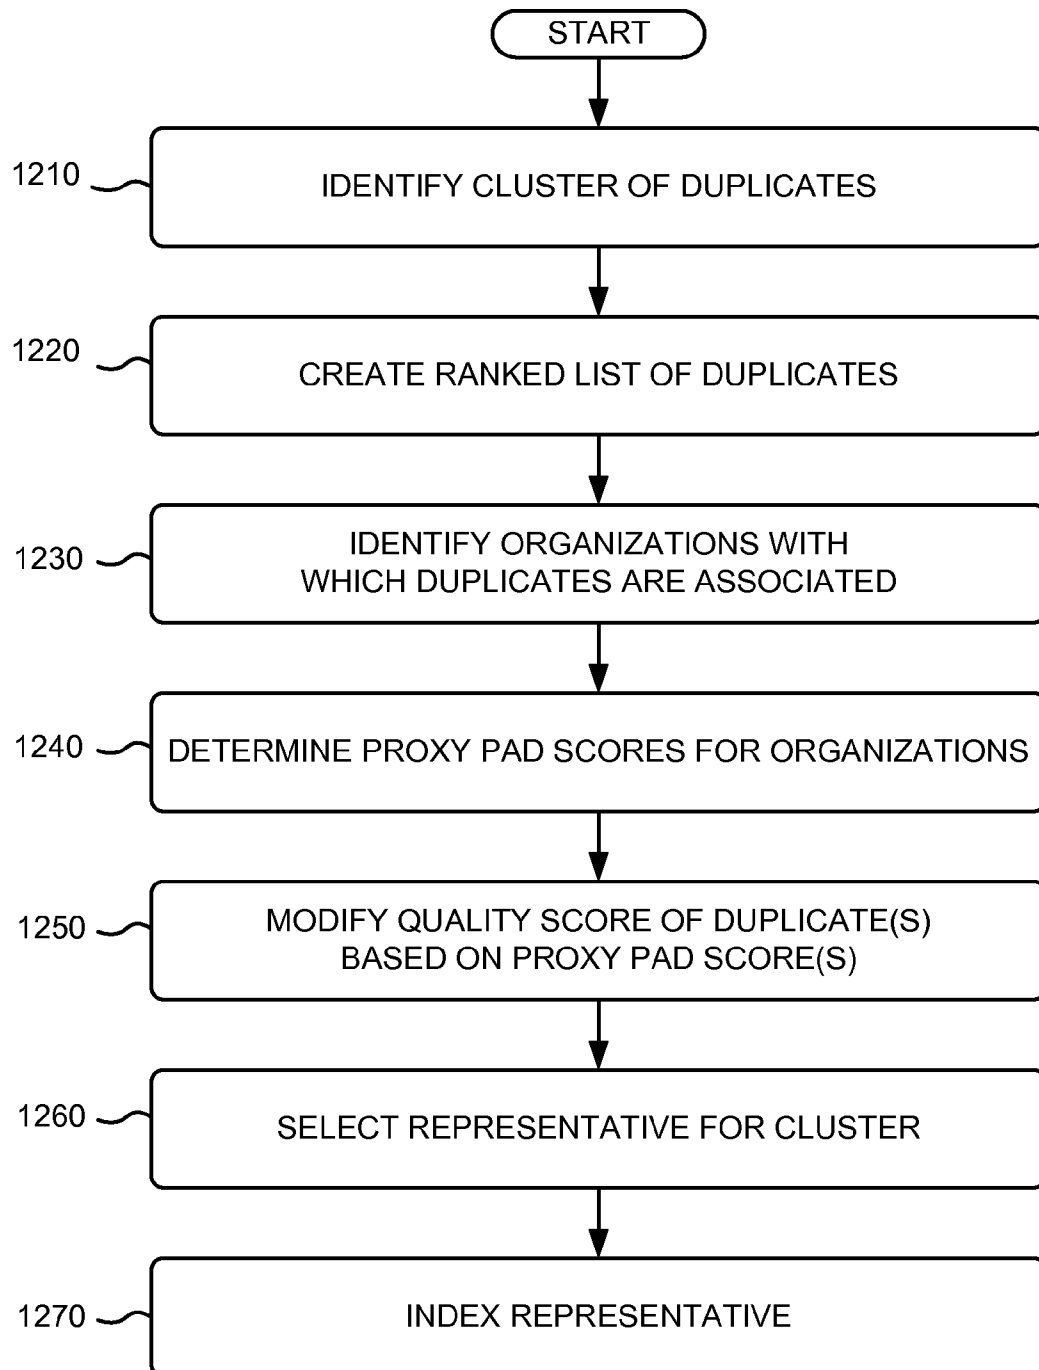 START
1210
IDENTIFY CLUSTER OF DUPLICATES
1220
CREATE RANKED LIST OF DUPLICATES
1230
IDENTIFY ORGANIZATIONS WITH
WHICH DUPLICATES ARE ASSOCIATED
1240
DETERMINE PROXY PAD SCORES FOR ORGANIZATIONS
1250
MODIFY QUALITY SCORE OF DUPLICATE(S)
BASED ON PROXY PAD SCORE(S)
1260
SELECT REPRESENTATIVE FOR CLUSTER
1270
INDEX REPRESENTATIVE